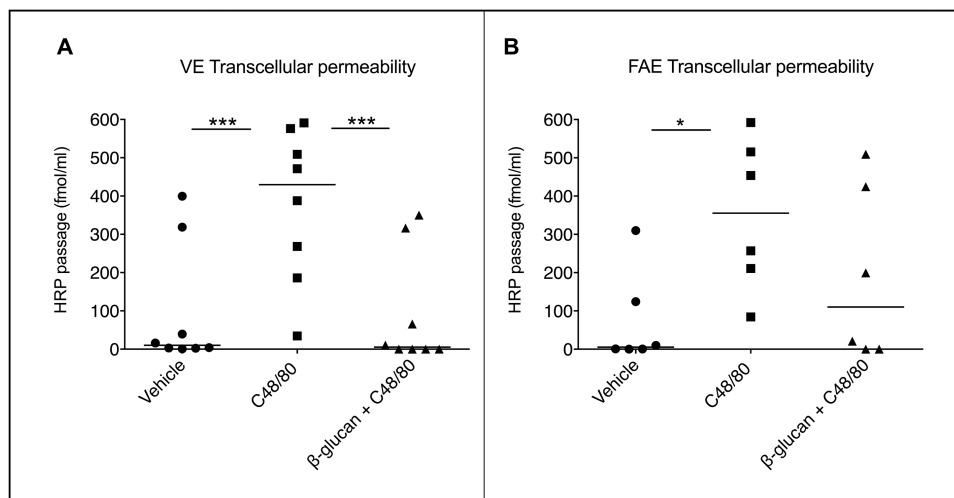 A
VE Transcellular permeability
***
***
HRP passage (fmol/ml)
600
500
400
300
200
100
0
Vehicle
C48/80
β-glucan + C48/80
B
FAE Transcellular permeability
*
HRP passage (fmol/ml)
600
500
400
300
200
100
0
Vehicle
C48/80
β-glucan + C48/80